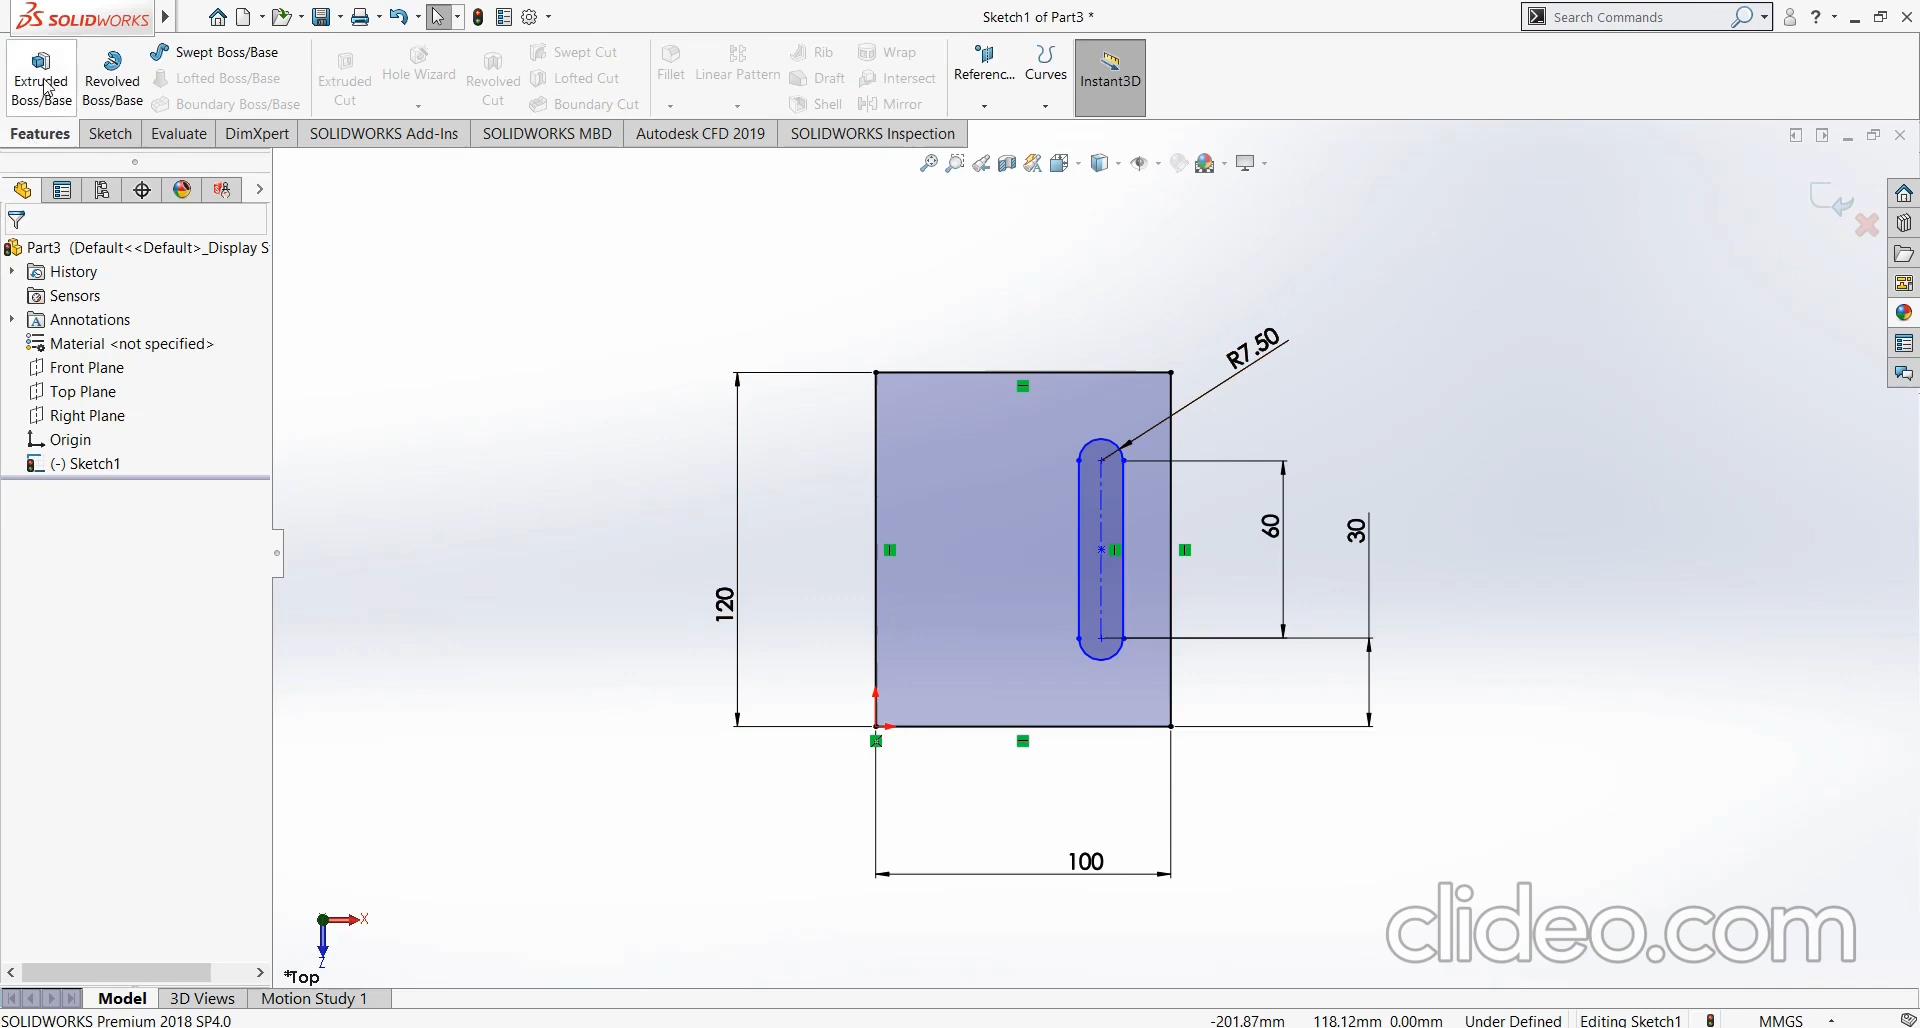 SOLIDWORKS
Sketch1 of Part3 *
Search Commands
?
Extruded
Boss/Base
Revolved
Boss/Base
Swept Boss/Base
Lofted Boss/Base
Boundary Boss/Base
Extruded
Cut
Hole Wizard
Revolved
Cut
Swept Cut
Lofted Cut
Boundary Cut
Fillet
Linear Pattern
Rib
Draft
Shell
Wrap
Intersect
Mirror
Referenc...
Curves
Instant3D
Features
Sketch
Evaluate
DimXpert
SOLIDWORKS Add-Ins
SOLIDWORKS MBD
Autodesk CFD 2019
SOLIDWORKS Inspection
Part3 (Default<<Default>_Display S
History
Sensors
Annotations
Material <not specified>
Front Plane
Top Plane
Right Plane
Origin
(-) Sketch1
R7.50
60
30
120
100
X
Z
*Top
clideo.com
Model
3D Views
Motion Study 1
SOLIDWORKS Premium 2018 SP4.0
-201.87mm
118.12mm
0.00mm
Under Defined
Editing Sketch1
MMGS